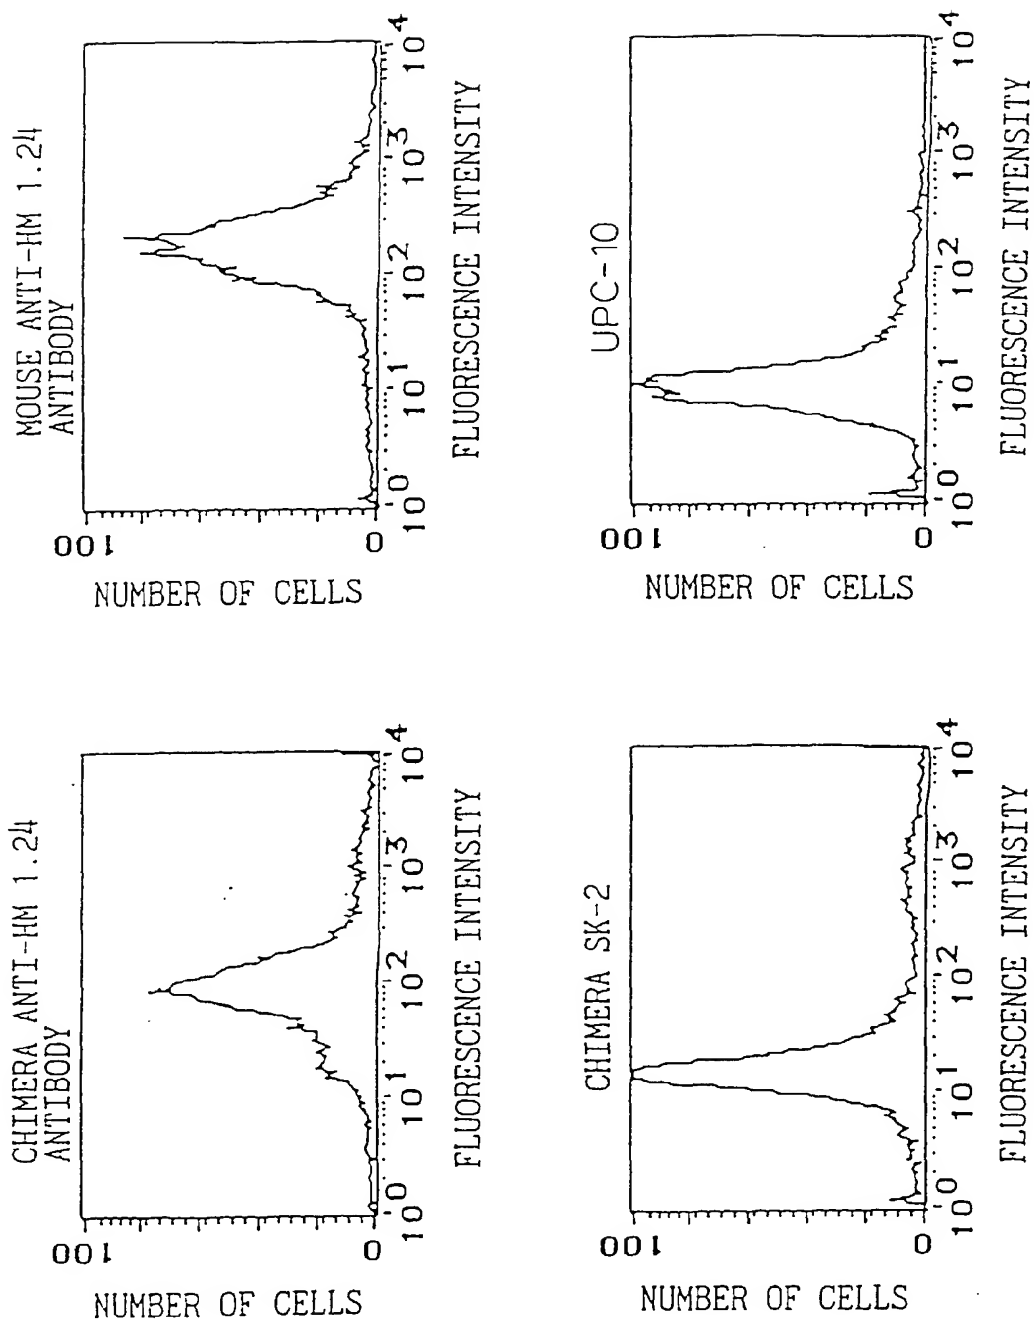 CHIMERA ANTI-HM 1.24
ANTIBODY
100
0
NUMBER OF CELLS
10^0 10^1 10^2 10^3 10^4
FLUORESCENCE INTENSITY
MOUSE ANTI-HM 1.24
ANTIBODY
100
0
NUMBER OF CELLS
10^0 10^1 10^2 10^3 10^4
FLUORESCENCE INTENSITY
CHIMERA SK-2
100
0
NUMBER OF CELLS
10^0 10^1 10^2 10^3 10^4
FLUORESCENCE INTENSITY
UPC-10
100
0
NUMBER OF CELLS
10^0 10^1 10^2 10^3 10^4
FLUORESCENCE INTENSITY